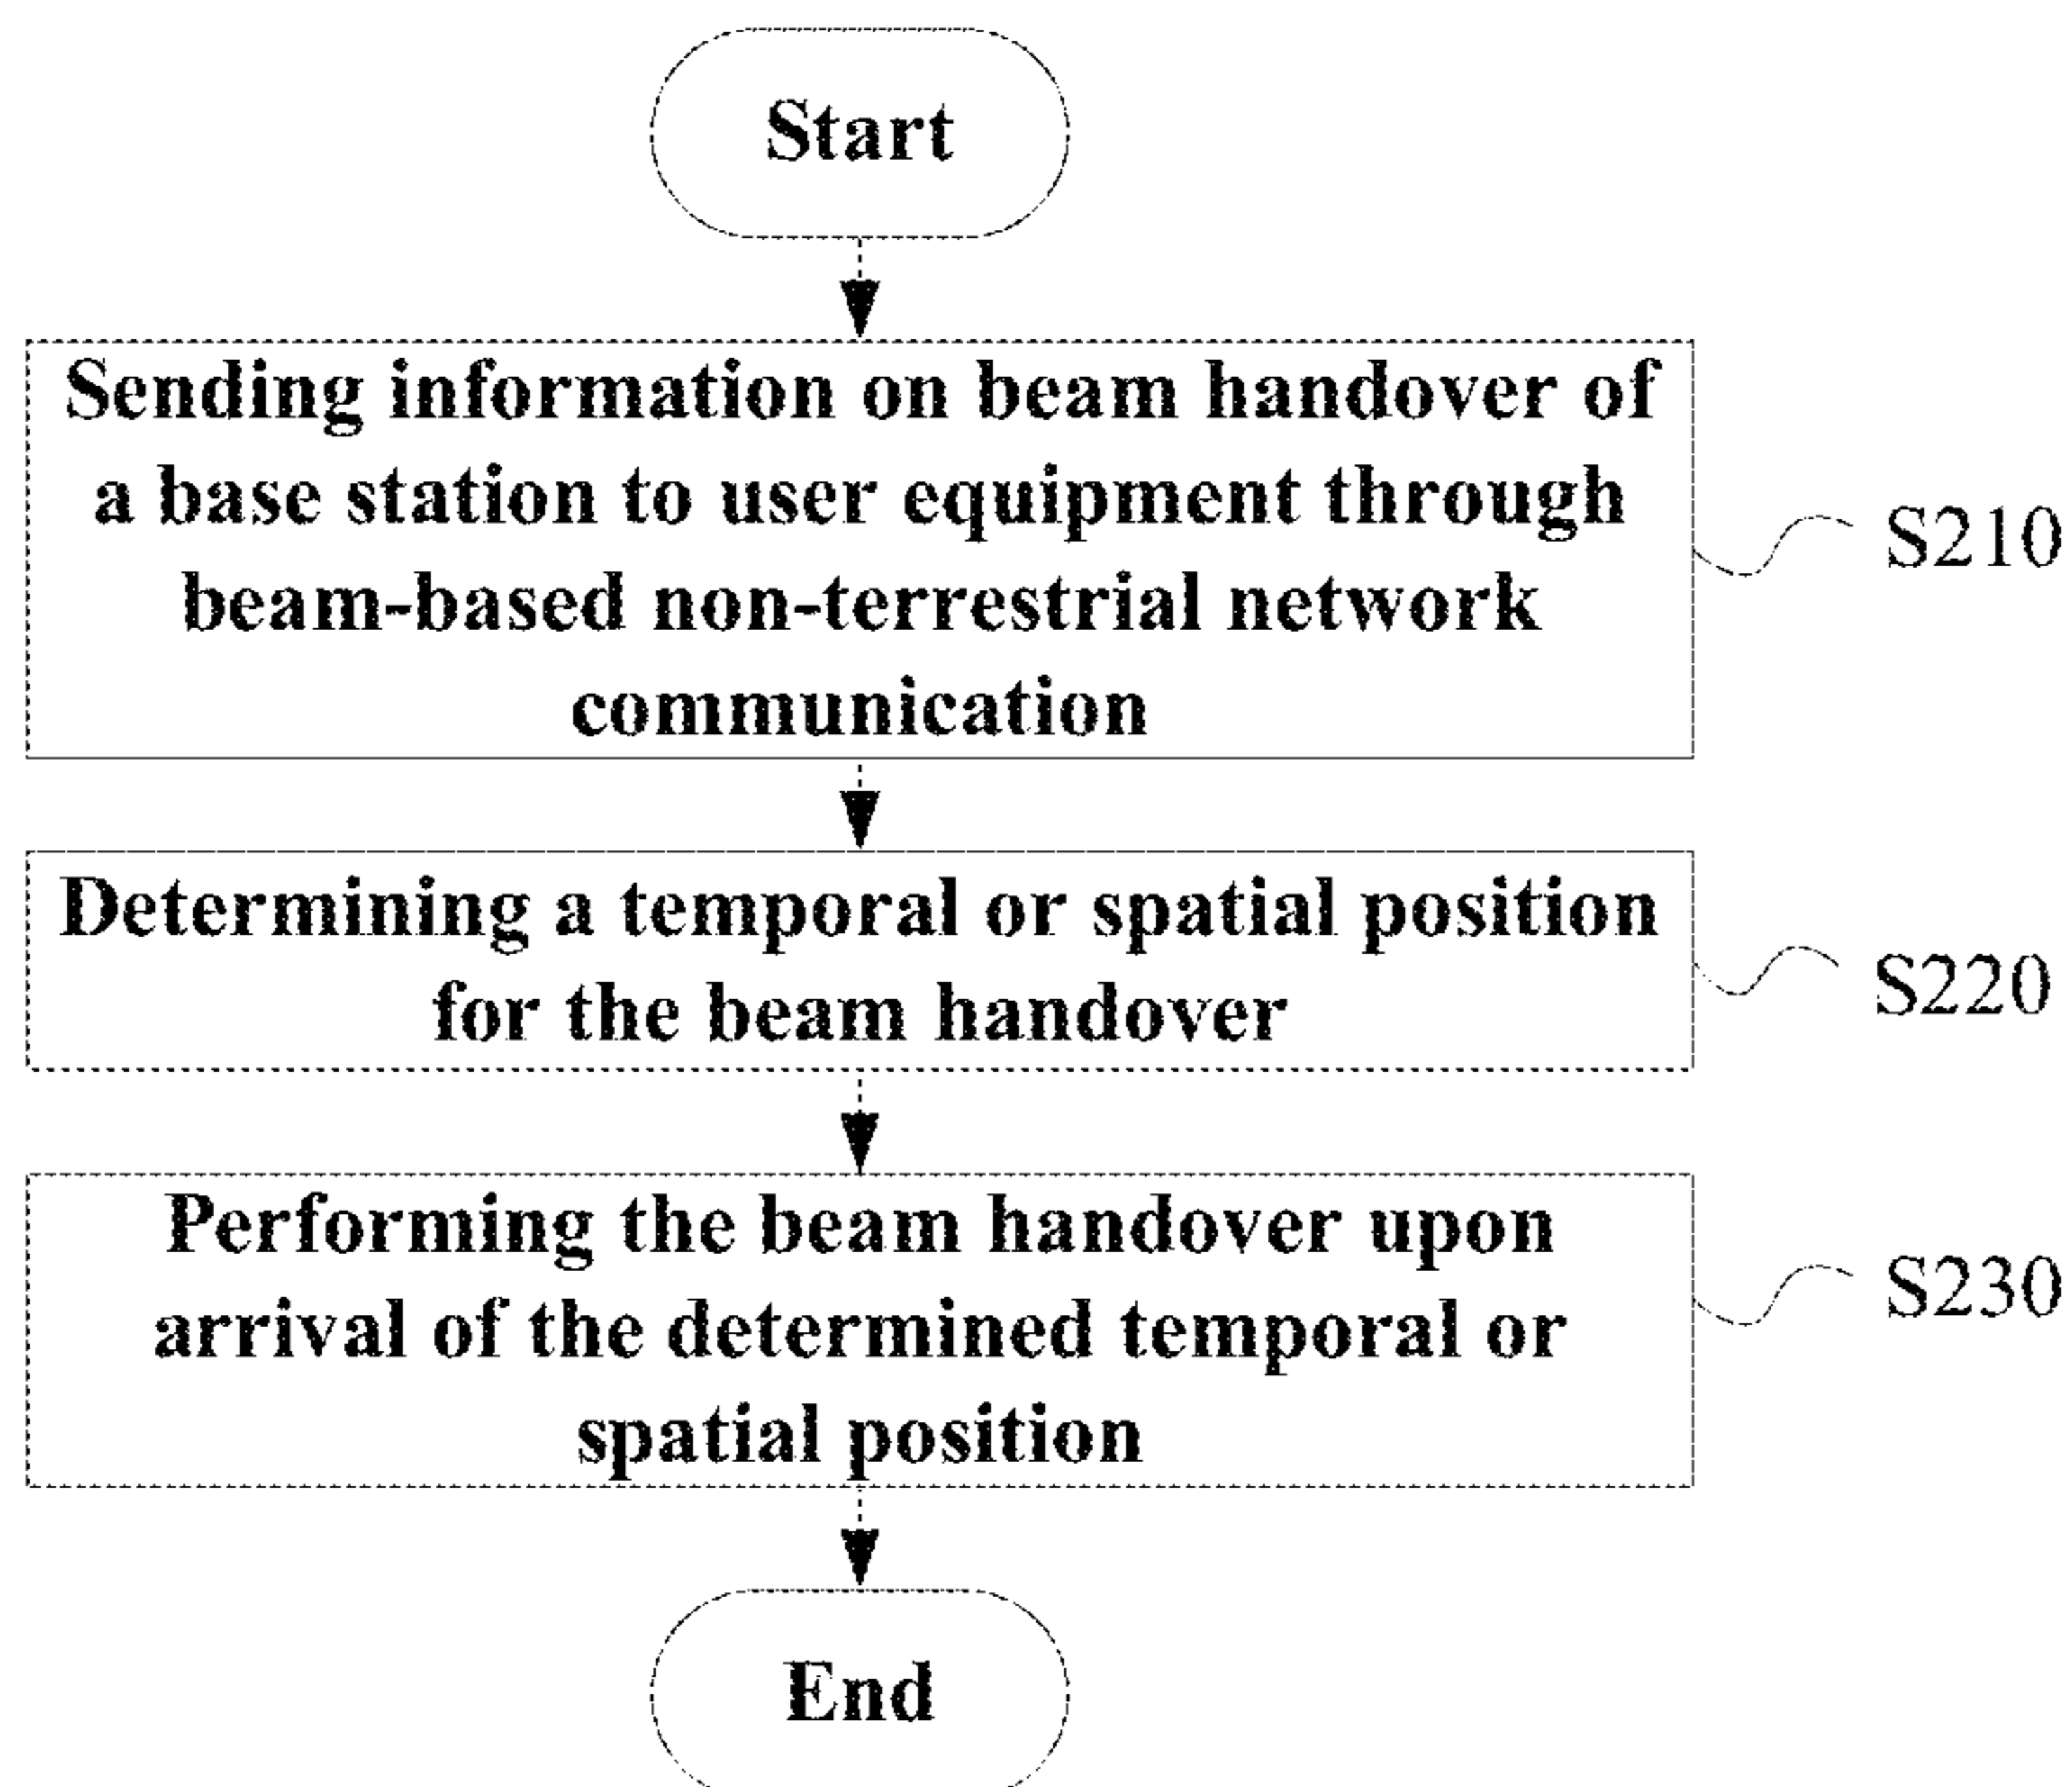 Start
Sending information on beam handover of
a base station to user equipment through
beam-based non-terrestrial network
communication
S210
Determining a temporal or spatial position
for the beam handover
S220
Performing the beam handover upon
arrival of the determined temporal or
spatial position
S230
End